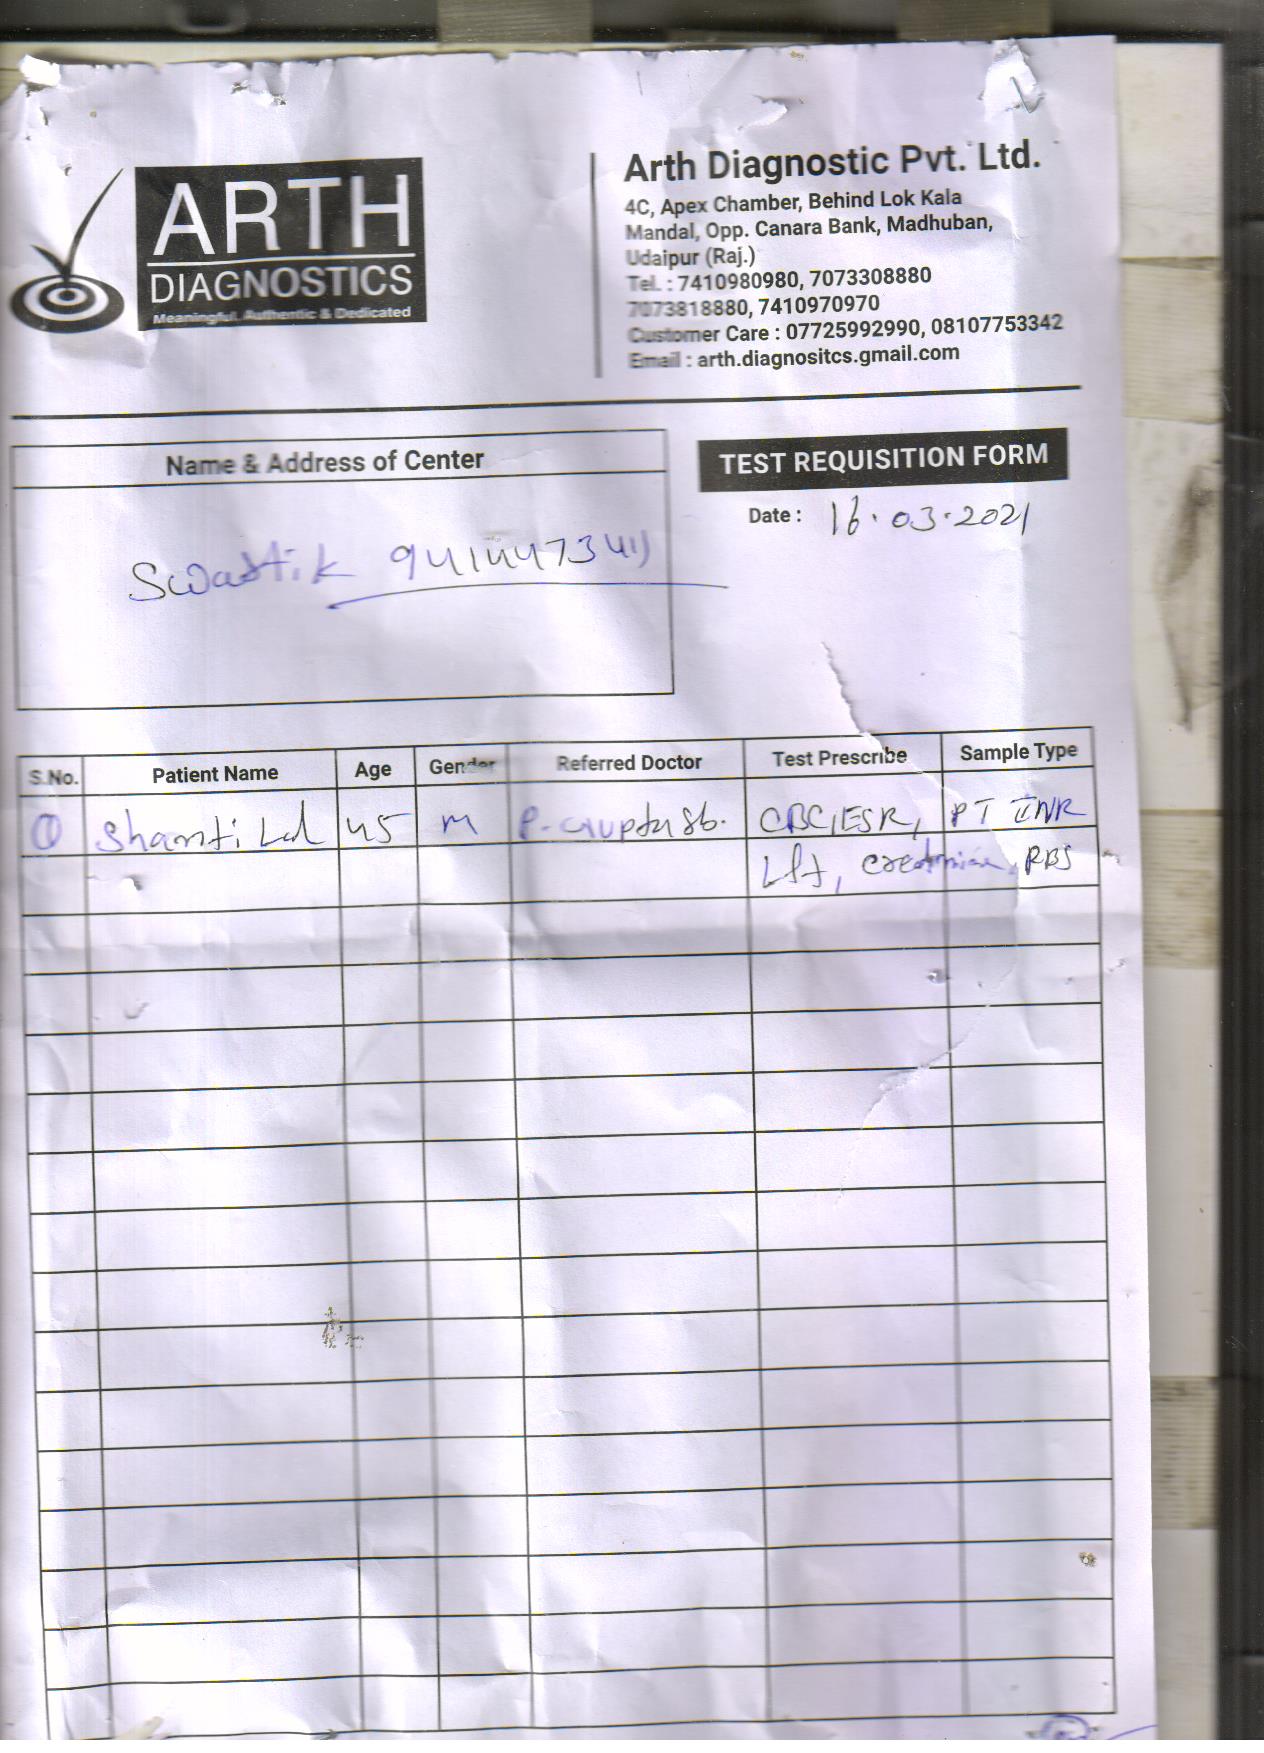 ARTH
DIAGNOSTICS
Meaningful, Authentic & Dedicated
Arth Diagnostic Pvt. Ltd.
4C, Apex Chamber, Behind Lok Kala
Mandal, Opp. Canara Bank, Madhuban,
Udaipur (Raj.)
Tel. : 7410980980, 7073308880
7073818880, 7410970970
Customer Care : 07725992990, 08107753342
Email : arth.diagnositcs.gmail.com
Name & Address of Center
TEST REQUISITION FORM
Date : 16.03.2021
Swastik
S.No. Patient Name Age Gender Referred Doctor Test Prescribe Sample Type
1 Shanti Lal 45 M P. Gupta Sb. CBC, ESR, PT INR
Lft, RBS